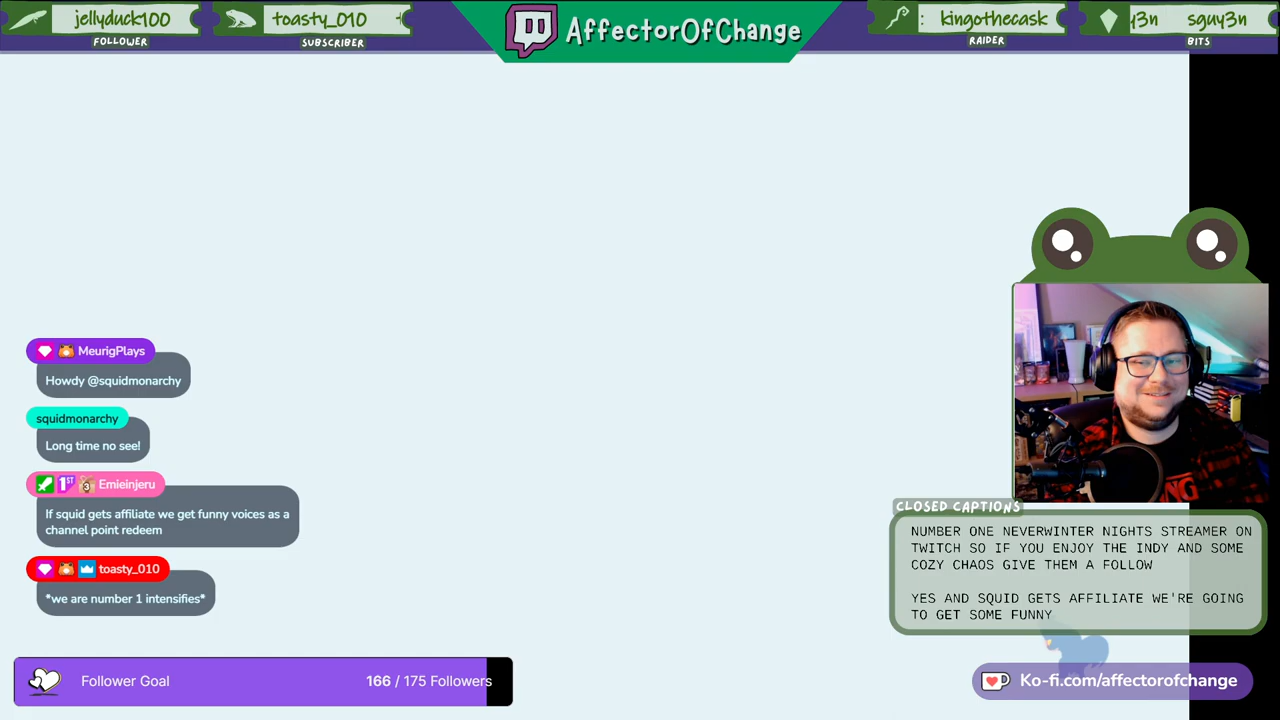 jellyduck100
FOLLOWER
toasty_010
SUBSCRIBER
AffectorOfChange
: kingothecask
RAIDER
sguy3n
BITS
MeurigPlays
Howdy @squidmonarchy
squidmonarchy
Long time no see!
1ST 3 Emieinjeru
If squid gets affiliate we get funny voices as a
channel point redeem
toasty_010
*we are number 1 intensifies*
CLOSED CAPTIONS
NUMBER ONE NEVERWINTER NIGHTS STREAMER ON
TWITCH SO IF YOU ENJOY THE INDY AND SOME
COZY CHAOS GIVE THEM A FOLLOW
YES AND SQUID GETS AFFILIATE WE'RE GOING
TO GET SOME FUNNY
Follower Goal
166 / 175 Followers
Ko-fi.com/affectorofchange